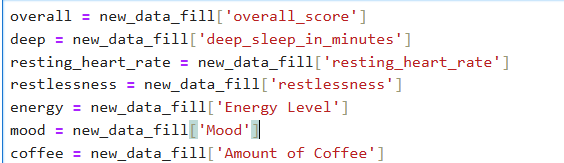 overall = new_data_fill['overall_score']
deep = new_data_fill['deep_sleep_in_minutes']
resting_heart_rate = new_data_fill['resting_heart_rate']
restlessness = new_data_fill['restlessness']
energy = new_data_fill['Energy Level']
mood = new_data_fill['Mood']
coffee = new_data_fill['Amount of Coffee']